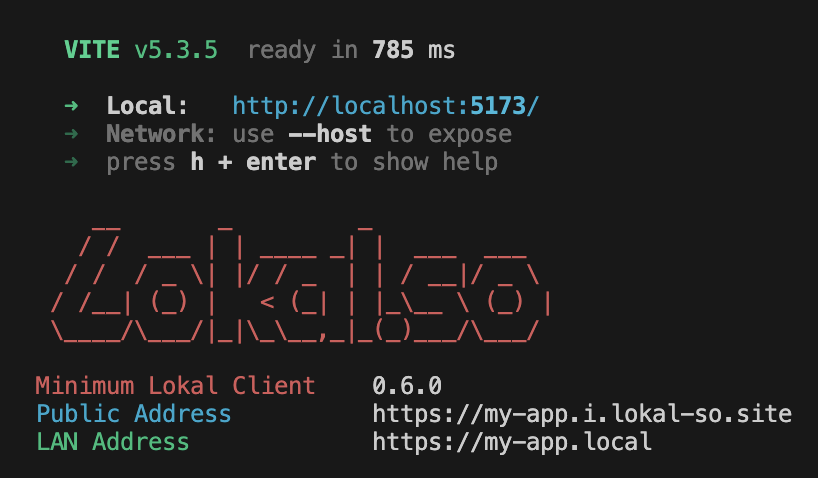 VITE v5.3.5  ready in 785 ms
➜  Local:   http://localhost:5173/
➜  Network: use --host to expose
➜  press h + enter to show help
Lokal.so
Minimum Lokal Client    0.6.0
Public Address          https://my-app.i.lokal-so.site
LAN Address             https://my-app.local